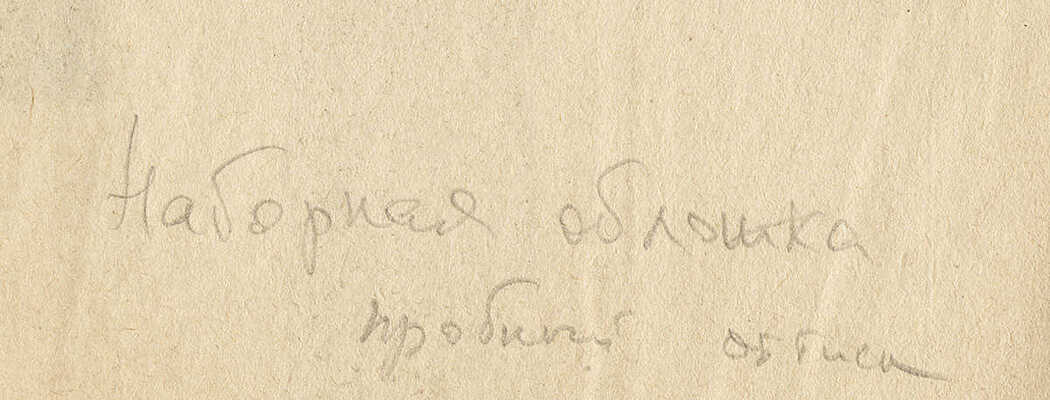 Наборная обложка
пробный оттиск